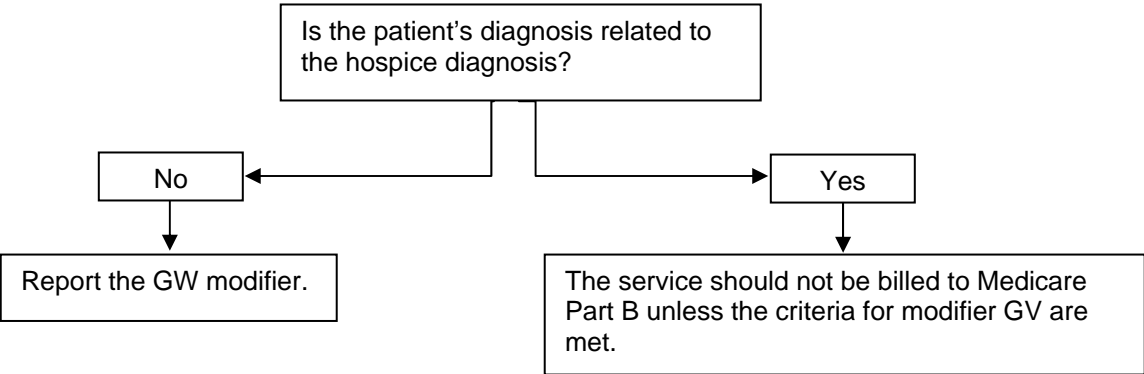 Is the patient’s diagnosis related to
the hospice diagnosis?
No
Yes
Report the GW modifier.
The service should not be billed to Medicare
Part B unless the criteria for modifier GV are
met.